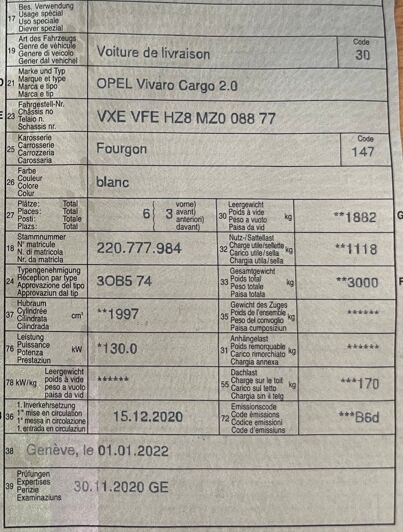 Bes. Verwendung
17 Usage spécial
Uso speciale
Diever spezial
Art des Fahrzeugs
19 Genre de véhicule Voiture de livraison Code 30
Genere di veicolo
Gener dal vehichel
Marke und Typ
21 Marque et type OPEL Vivaro Cargo 2.0
Marca e tipo
Marca e tip
Fahrgestell-Nr.
23 Châssis no VXE VFE HZ8 MZ0 088 77
Telaio n.
Schassis nr.
Karosserie
25 Carrosserie Fourgon Code 147
Carrozzeria
Carossaria
Farbe
26 Couleur blanc
Colore
Colur
27 Plätze: Total 6 3 vorne)
Places: Total avant)
Posti: Totale anteriori)
Plazs: Total davant)
30 Leergewicht kg **1882
Poids à vide
Peso a vuoto
Paisa da vid
18 Stammnummer 220.777.984
N° matricule
N. di matricola
Nr. da matricla
32 Nutz-/Sattellast kg **1118
Charge utile/sellette
Carico utile/sella
Chargia utila/sella
24 Typengenehmigung 3OB5 74
Réception par type
Approvazione del tipo
Approvaziun dal tip
33 Gesamtgewicht kg **3000
Poids total
Peso totale
Paisa totala
37 Hubraum cm³ **1997
Cylindrée
Cilindrata
Cilindrada
35 Gewicht des Zuges kg ******
Poids de l'ensemble
Peso del convoglio
Paisa cumposiziun
76 Leistung kW *130.0
Puissance
Potenza
Prestaziun
31 Anhängelast kg ******
Poids remorquable
Carico rimorchiato
Chargia annexa
78 kW/kg Leergewicht ******
poids à vide
peso a vuoto
paisa da vid
55 Dachlast kg ***170
Charge sur le toit
Carico sul tetto
Chargia sin il tetg
36 1. Inverkehrsetzung 15.12.2020
1re mise en circulation
1a messa in circolazione
1. entrada en circulaziun
72 Emissionscode ***B6d
Code émissions
Codice emissioni
Code d'emissiuns
38 Genève, le 01.01.2022
39 Prüfungen 30.11.2020 GE
Expertises
Perizie
Examinaziuns